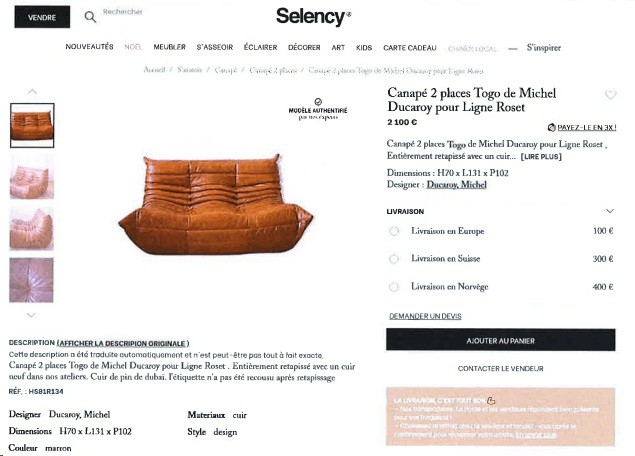 VENDRE
Rechercher
Selency
NOUVEAUTÉS NOËL MEUBLER S'ASSEOIR ÉCLAIRER DÉCORER ART KIDS CARTE CADEAU CHINER LOCAL — S'inspirer
Accueil / S'asseoir / Canapé / Canapé 2 places / Canapé 2 places Togo de Michel Ducaroy pour Ligne Roset
MODÈLE AUTHENTIFIÉ
par nos experts
Canapé 2 places Togo de Michel
Ducaroy pour Ligne Roset
2 100 €
PAYEZ-LE EN 3X !
Canapé 2 places Togo de Michel Ducaroy pour Ligne Roset .
Entièrement retapissé avec un cuir... [LIRE PLUS]
Dimensions : H70 x L131 x P102
Designer : Ducaroy, Michel
LIVRAISON
Livraison en Europe 100 €
Livraison en Suisse 300 €
Livraison en Norvège 400 €
DEMANDER UN DEVIS
AJOUTER AU PANIER
CONTACTER LE VENDEUR
LA LIVRAISON, C'EST TOUT BON
DESCRIPTION (AFFICHER LA DESCRIPION ORIGINALE )
Cette description a été traduite automatiquement et n'est peut-être pas tout à fait exacte.
Canapé 2 places Togo de Michel Ducaroy pour Ligne Roset . Entièrement retapissé avec un cuir
neuf dans nos ateliers. Cuir de pin de dubaï. l'étiquette n'a pas été recousu après retapissage
RÉF. : HS81R134
Designer Ducaroy, Michel Materiaux cuir
Dimensions H70 x L131 x P102 Style design
Couleur marron